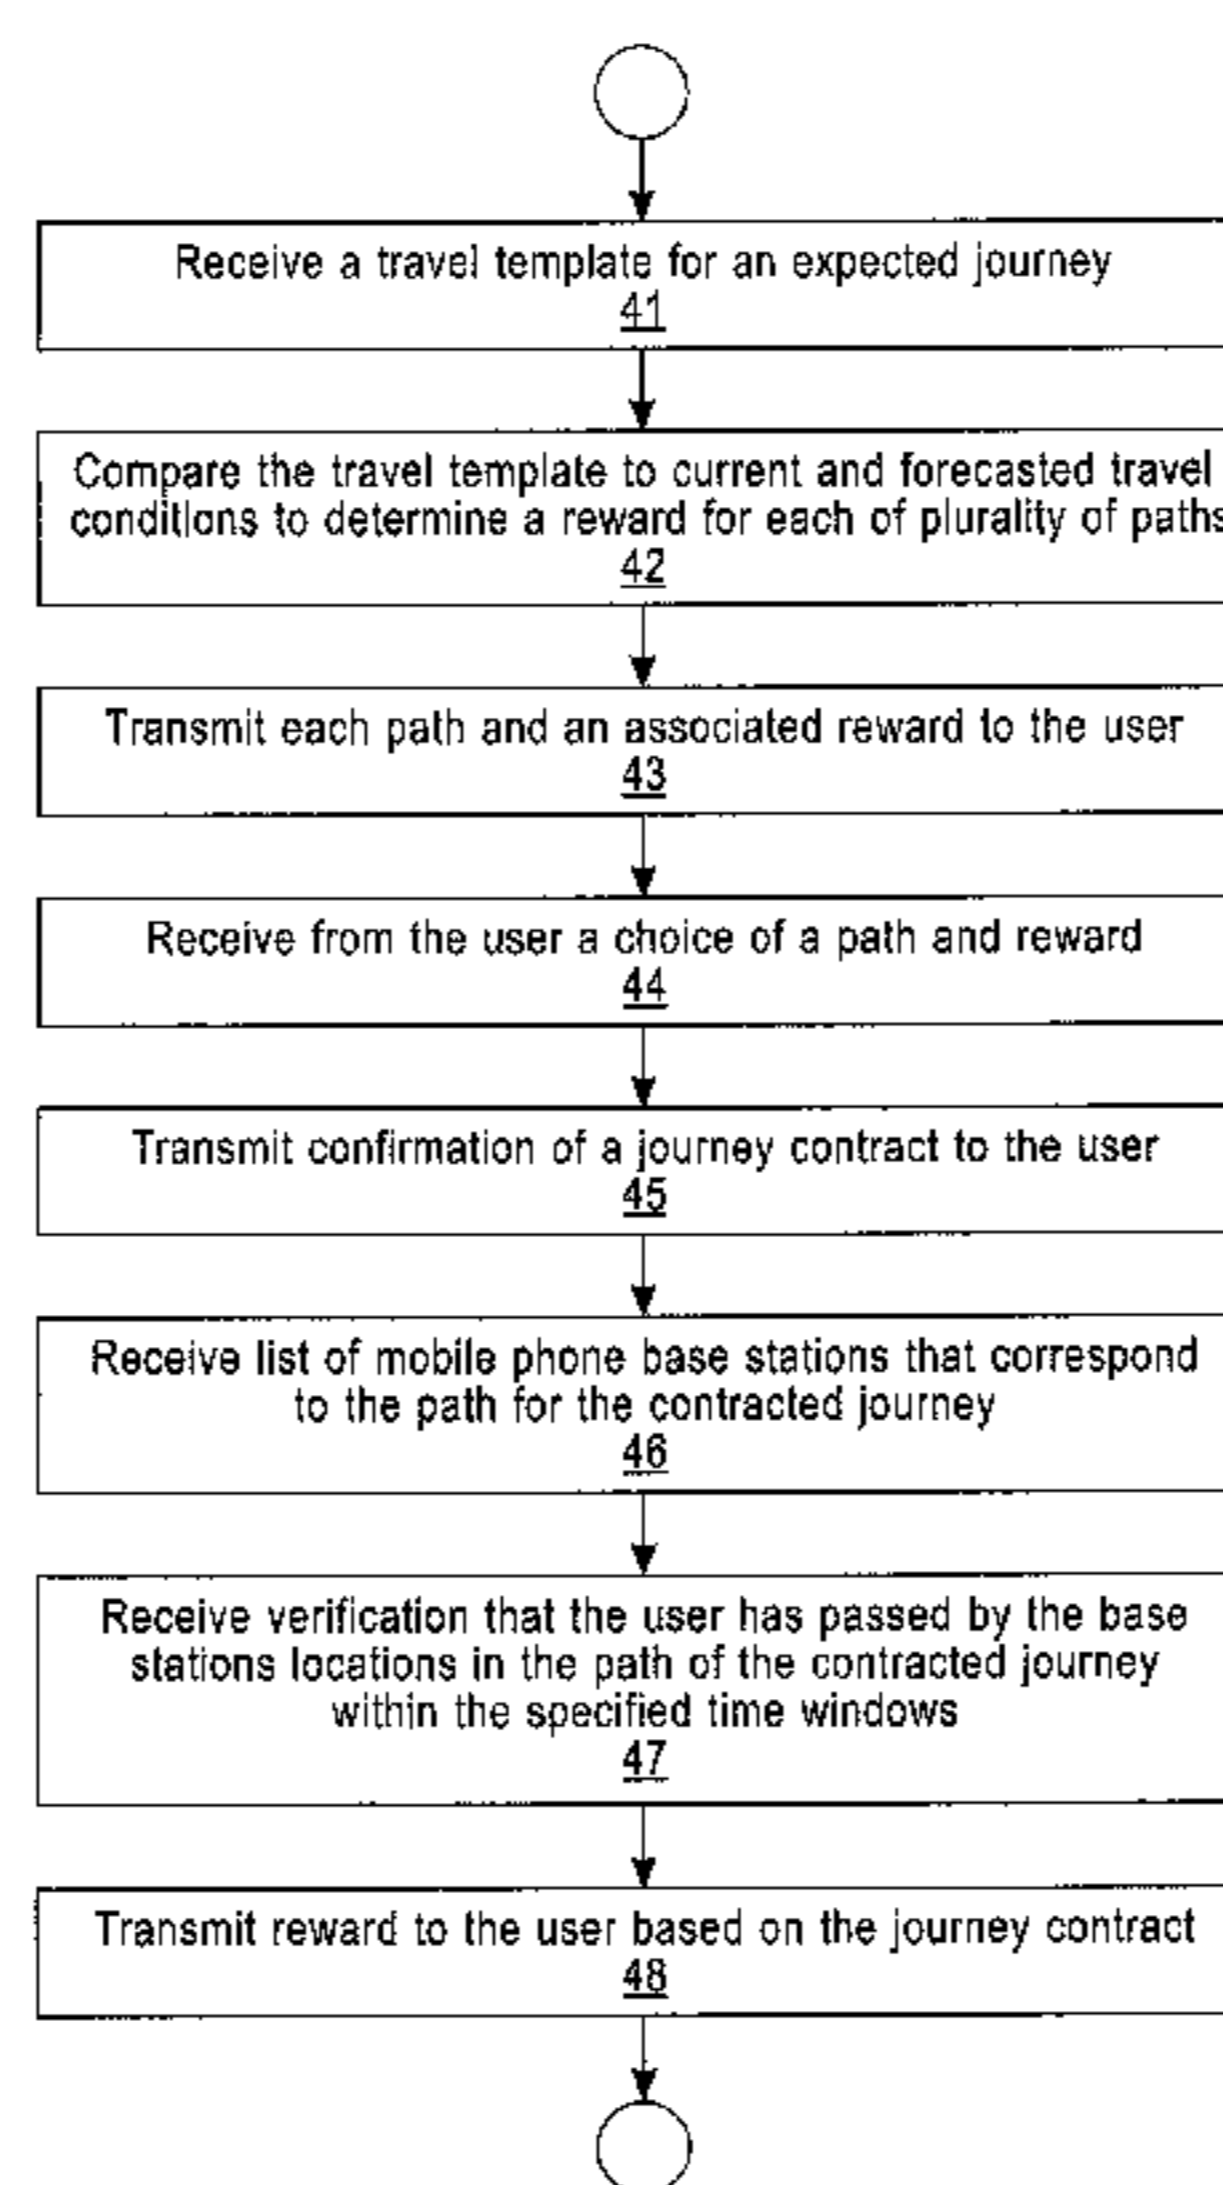 Receive a travel template for an expected journey
41
Compare the travel template to current and forecasted travel
conditions to determine a reward for each of plurality of paths
42
Transmit each path and an associated reward to the user
43
Receive from the user a choice of a path and reward
44
Transmit confirmation of a journey contract to the user
45
Receive list of mobile phone base stations that correspond
to the path for the contracted journey
46
Receive verification that the user has passed by the base
stations locations in the path of the contracted journey
within the specified time windows
47
Transmit reward to the user based on the journey contract
48